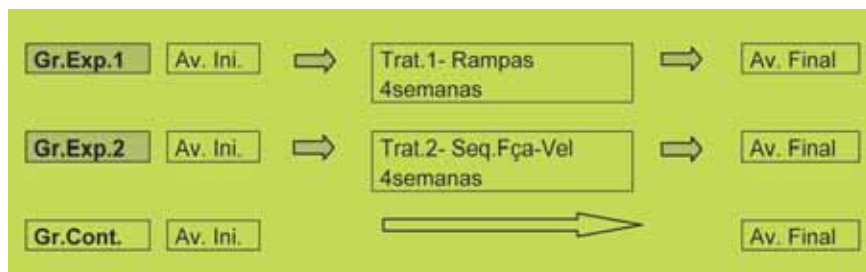 Gr.Exp.1 Av. Ini. Trat.1- Rampas Av. Final
4semanas
Gr.Exp.2 Av. Ini. Trat.2- Seq.Fça-Vel Av. Final
4semanas
Gr.Cont. Av. Ini. Av. Final